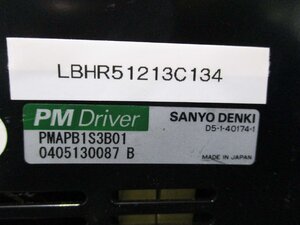 LBHR51213C134
PM Driver SANYO DENKI
D5-1-40174-1
PMAPB1S3B01
0405130087 B
MADE IN JAPAN